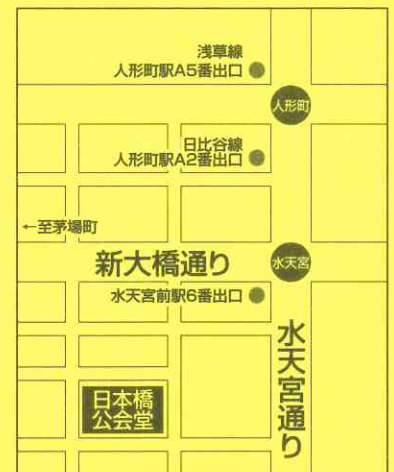 浅草線
人形町駅A5番出口
人形町
日比谷線
人形町駅A2番出口
←至茅場町
新大橋通り
水天宮
水天宮前駅6番出口
水天宮通り
日本橋
公会堂